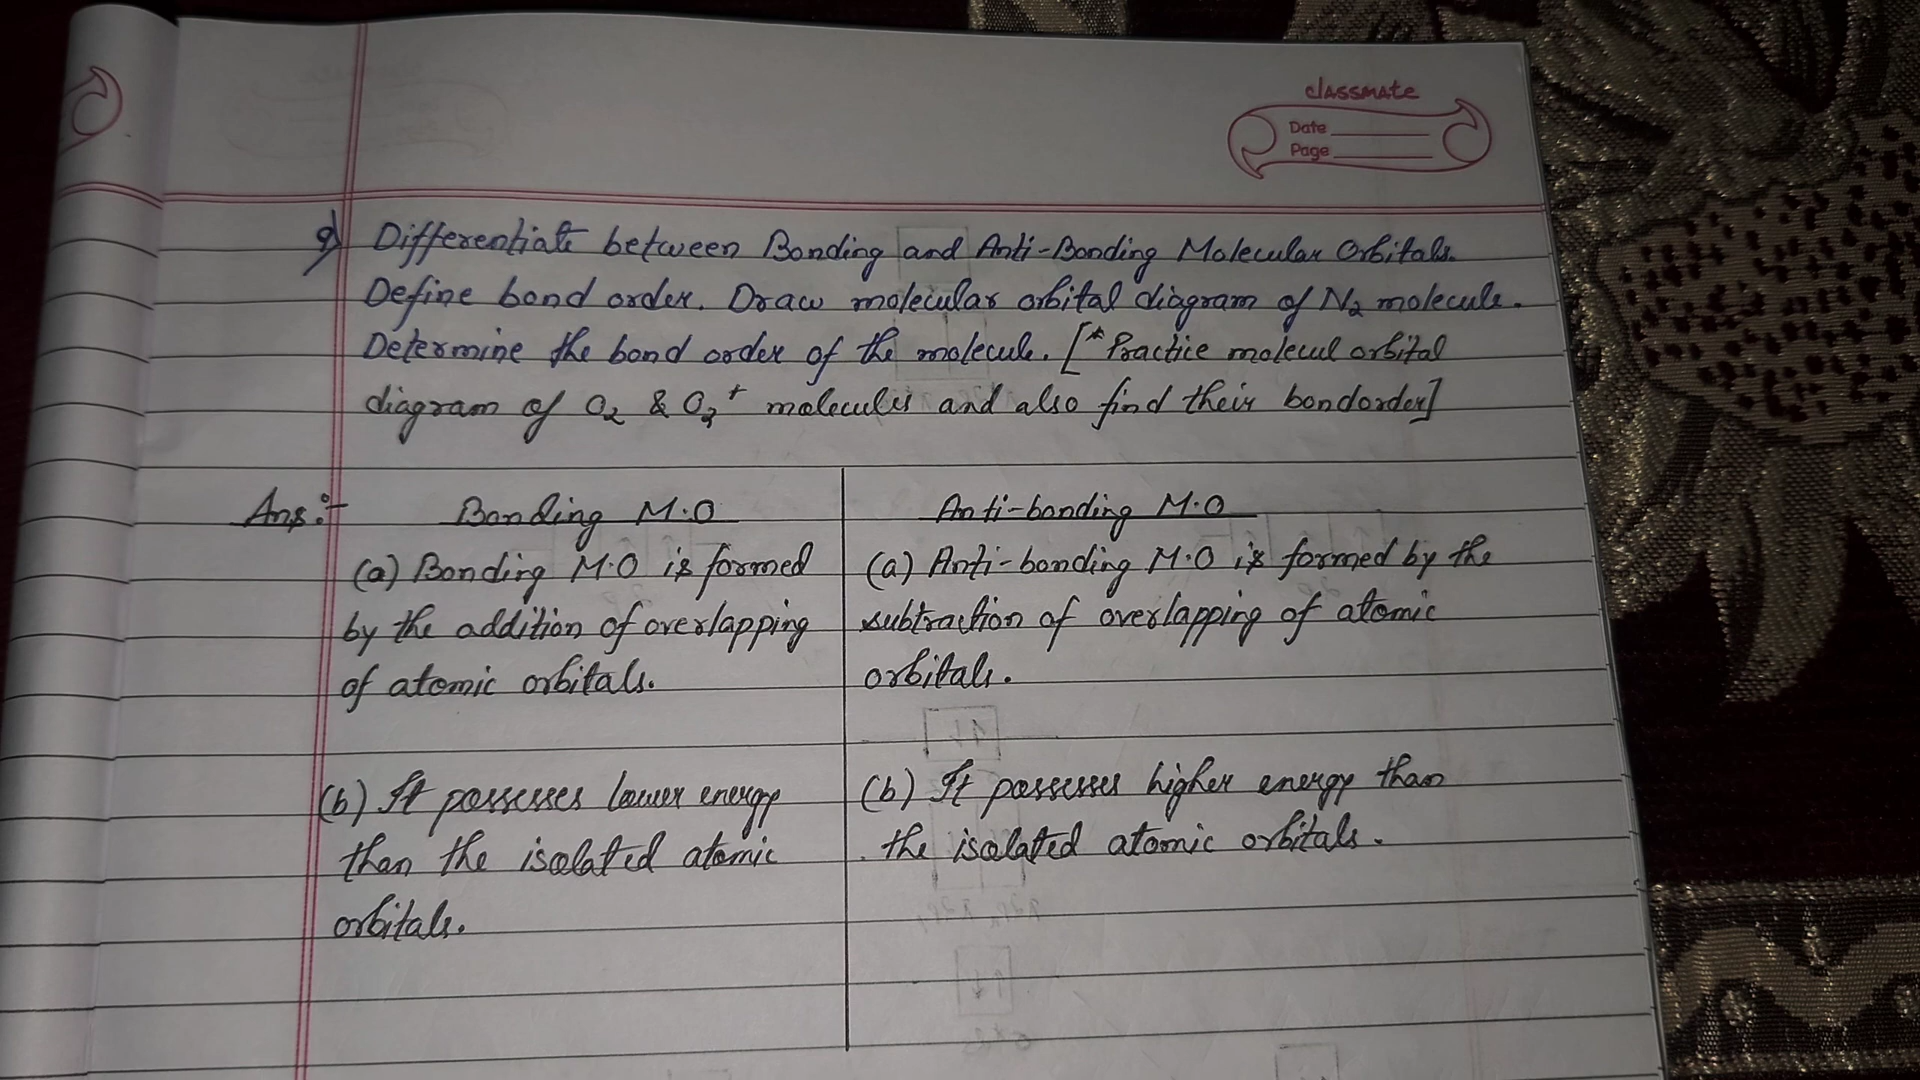 classmate
Date
Page
9) Differentiate between Bonding and Anti-Bonding Molecular Orbitals.
Define bond order. Draw molecular orbital diagram of N2 molecule.
Determine the bond order of the molecule. [* Practice molecul orbital
diagram of O2 & O2+ molecules and also find their bondorder]
Ans:- Bonding M.O
(a) Bonding M.O is formed
by the addition of overlapping
of atomic orbitals.
(b) It possesses lower energy
than the isolated atomic
orbitals.
Anti-bonding M.O
(a) Anti-bonding M.O is formed by the
subtraction of overlapping of atomic
orbitals.
(b) It possesses higher energy than
the isolated atomic orbitals.